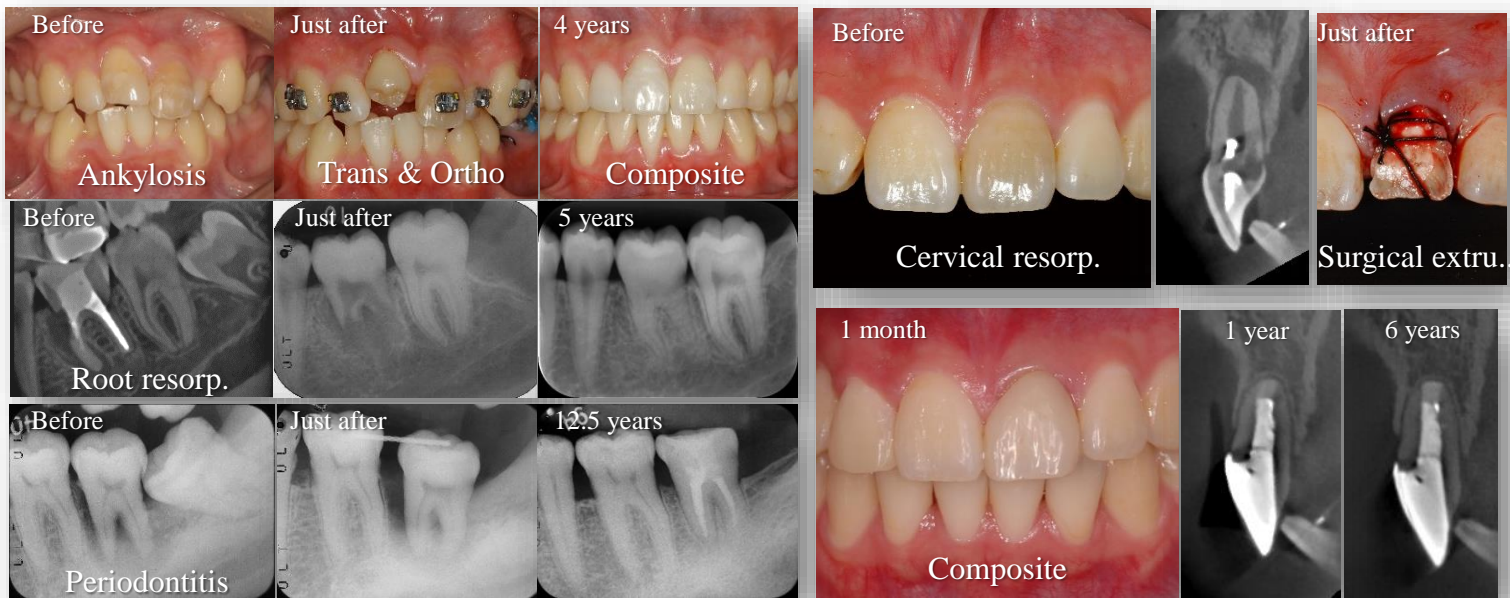 Before
Just after
4 years
Ankylosis
Trans & Ortho
Composite
Before
Just after
5 years
Root resorp.
Before
Just after
12.5 years
Periodontitis
Before
Just after
Cervical resorp.
Surgical extru..
1 month
1 year
6 years
Composite